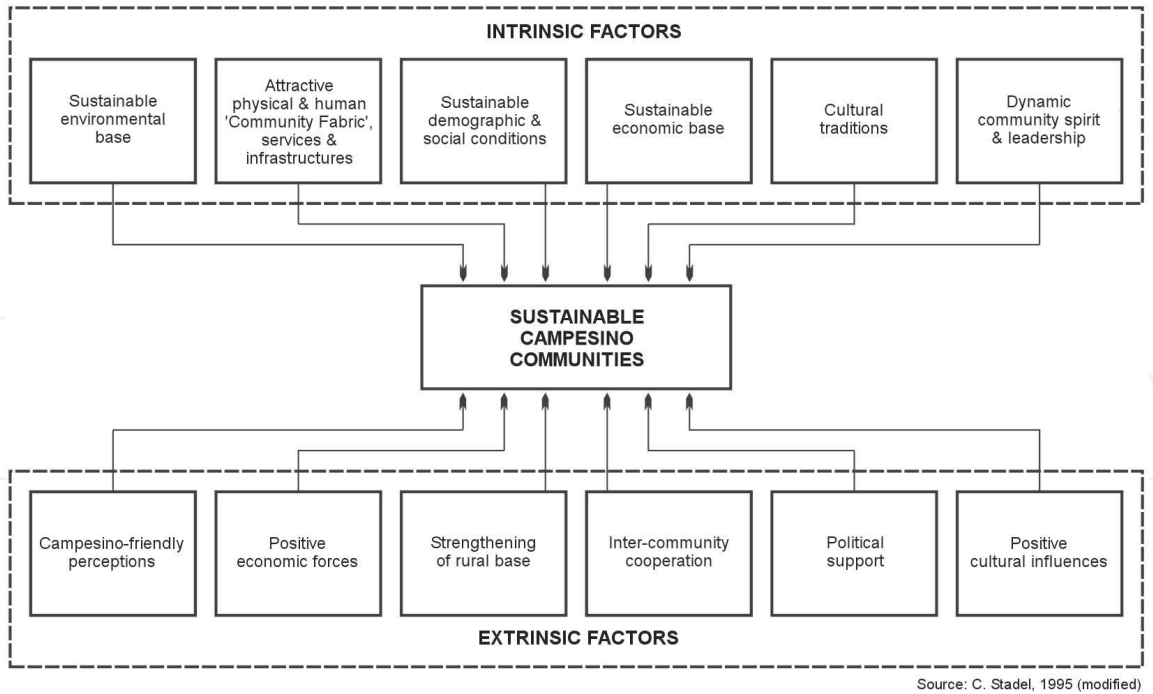 INTRINSIC FACTORS
Sustainable
environmental
base
Attractive
physical & human
'Community Fabric',
services &
infrastructures
Sustainable
demographic &
social conditions
Sustainable
economic base
Cultural
traditions
Dynamic
community spirit
& leadership
SUSTAINABLE
CAMPESINO
COMMUNITIES
Campesino-friendly
perceptions
Positive
economic forces
Strengthening
of rural base
Inter-community
cooperation
Political
support
Positive
cultural influences
EXTRINSIC FACTORS
Source: C. Stadel, 1995 (modified)